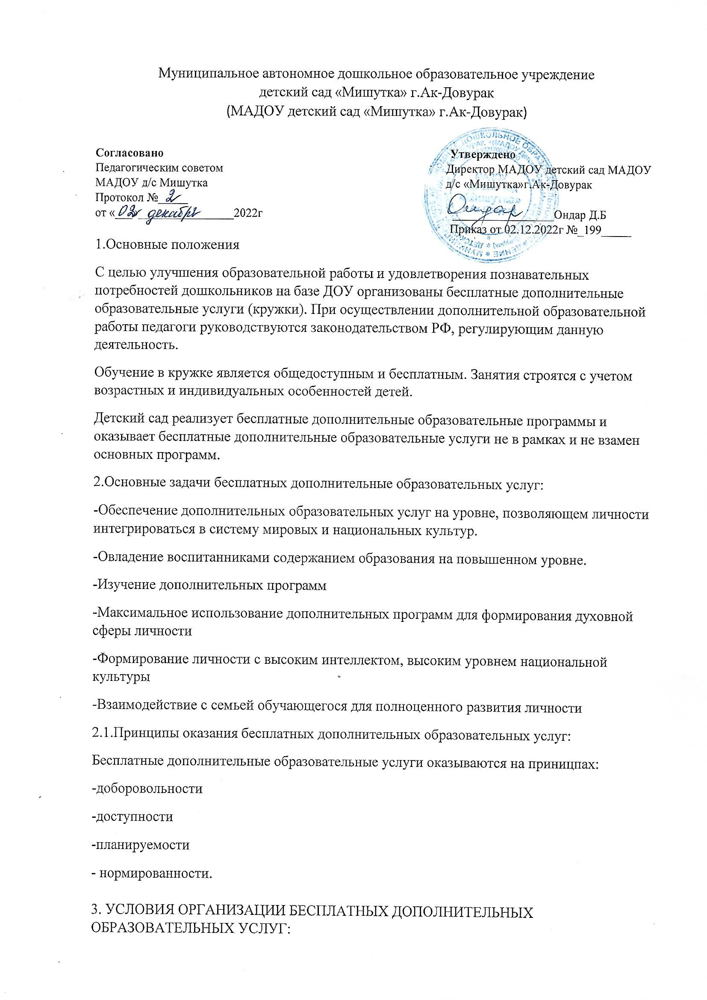 Муниципальное автономное дошкольное образовательное учреждение
детский сад «Мишутка» г.Ак-Довурак
(МАДОУ детский сад «Мишутка» г.Ак-Довурак)
Согласовано
Педагогическим советом
МАДОУ д/с Мишутка
Протокол №_2_
от «02» декабря 2022г
Утверждено
Директор МАДОУ детский сад МАДОУ
д/с «Мишутка»г.Ак-Довурак
Ондар Д.Б
Приказ от 02.12.2022г №_199_____
1.Основные положения
С целью улучшения образовательной работы и удовлетворения познавательных
потребностей дошкольников на базе ДОУ организованы бесплатные дополнительные
образовательные услуги (кружки). При осуществлении дополнительной образовательной
работы педагоги руководствуются законодательством РФ, регулирующим данную
деятельность.
Обучение в кружке является общедоступным и бесплатным. Занятия строятся с учетом
возрастных и индивидуальных особенностей детей.
Детский сад реализует бесплатные дополнительные образовательные программы и
оказывает бесплатные дополнительные образовательные услуги не в рамках и не взамен
основных программ.
2.Основные задачи бесплатных дополнительные образовательных услуг:
-Обеспечение дополнительных образовательных услуг на уровне, позволяющем личности
интегрироваться в систему мировых и национальных культур.
-Овладение воспитанниками содержанием образования на повышенном уровне.
-Изучение дополнительных программ
-Максимальное использование дополнительных программ для формирования духовной
сферы личности
-Формирование личности с высоким интеллектом, высоким уровнем национальной
культуры
-Взаимодействие с семьей обучающегося для полноценного развития личности
2.1.Принципы оказания бесплатных дополнительных образовательных услуг:
Бесплатные дополнительные образовательные услуги оказываются на приницпах:
-доборовольности
-доступности
-планируемости
- нормированности.
3. УСЛОВИЯ ОРГАНИЗАЦИИ БЕСПЛАТНЫХ ДОПОЛНИТЕЛЬНЫХ
ОБРАЗОВАТЕЛЬНЫХ УСЛУГ: